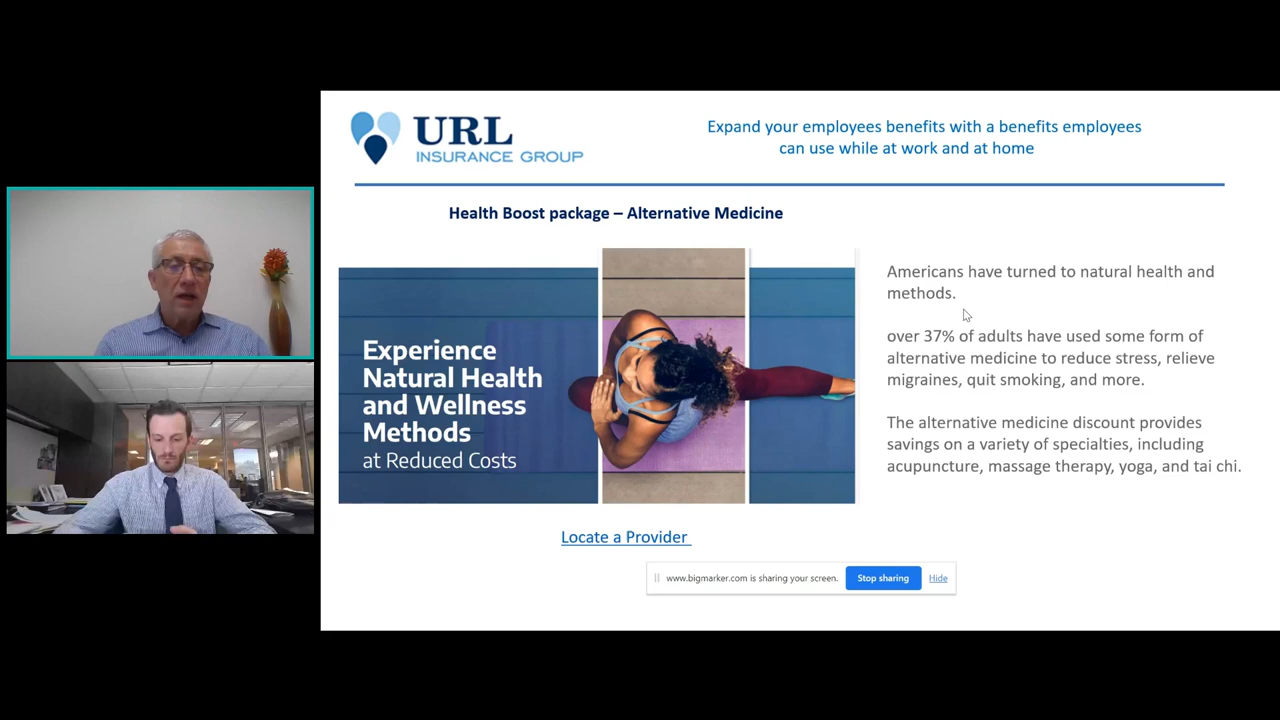 URL
INSURANCE GROUP
Expand your employees benefits with a benefits employees
can use while at work and at home
Health Boost package – Alternative Medicine
Experience
Natural Health
and Wellness
Methods
at Reduced Costs
Americans have turned to natural health and
methods.
over 37% of adults have used some form of
alternative medicine to reduce stress, relieve
migraines, quit smoking, and more.
The alternative medicine discount provides
savings on a variety of specialties, including
acupuncture, massage therapy, yoga, and tai chi.
Locate a Provider
www.bigmarker.com is sharing your screen.
Stop sharing
Hide